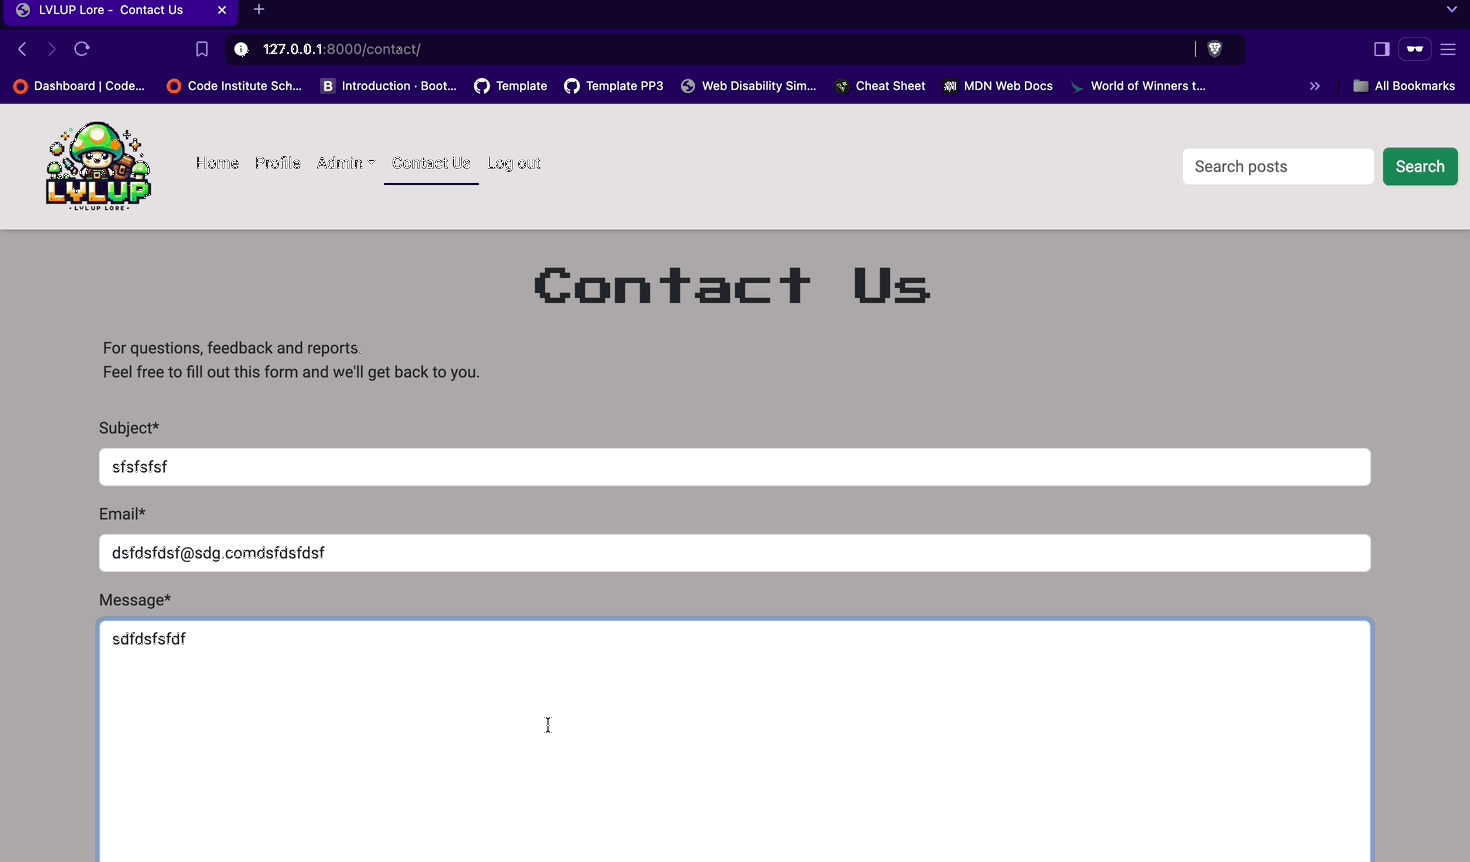 LVLUP Lore - Contact Us
127.0.0.1:8000/contact/
Dashboard | Code... Code Institute Sch... B Introduction · Boot... Template Template PP3 Web Disability Sim... Cheat Sheet MDN Web Docs World of Winners t... » All Bookmarks
LVLUP
· LVLUP LORE ·
Home Profile Admin Contact Us Log out
Search posts Search
Contact Us
For questions, feedback and reports.
Feel free to fill out this form and we'll get back to you.
Subject*
sfsfsfsf
Email*
dsfdsfdsf@sdg.comdsfdsfdsf
Message*
sdfdsfsfdf